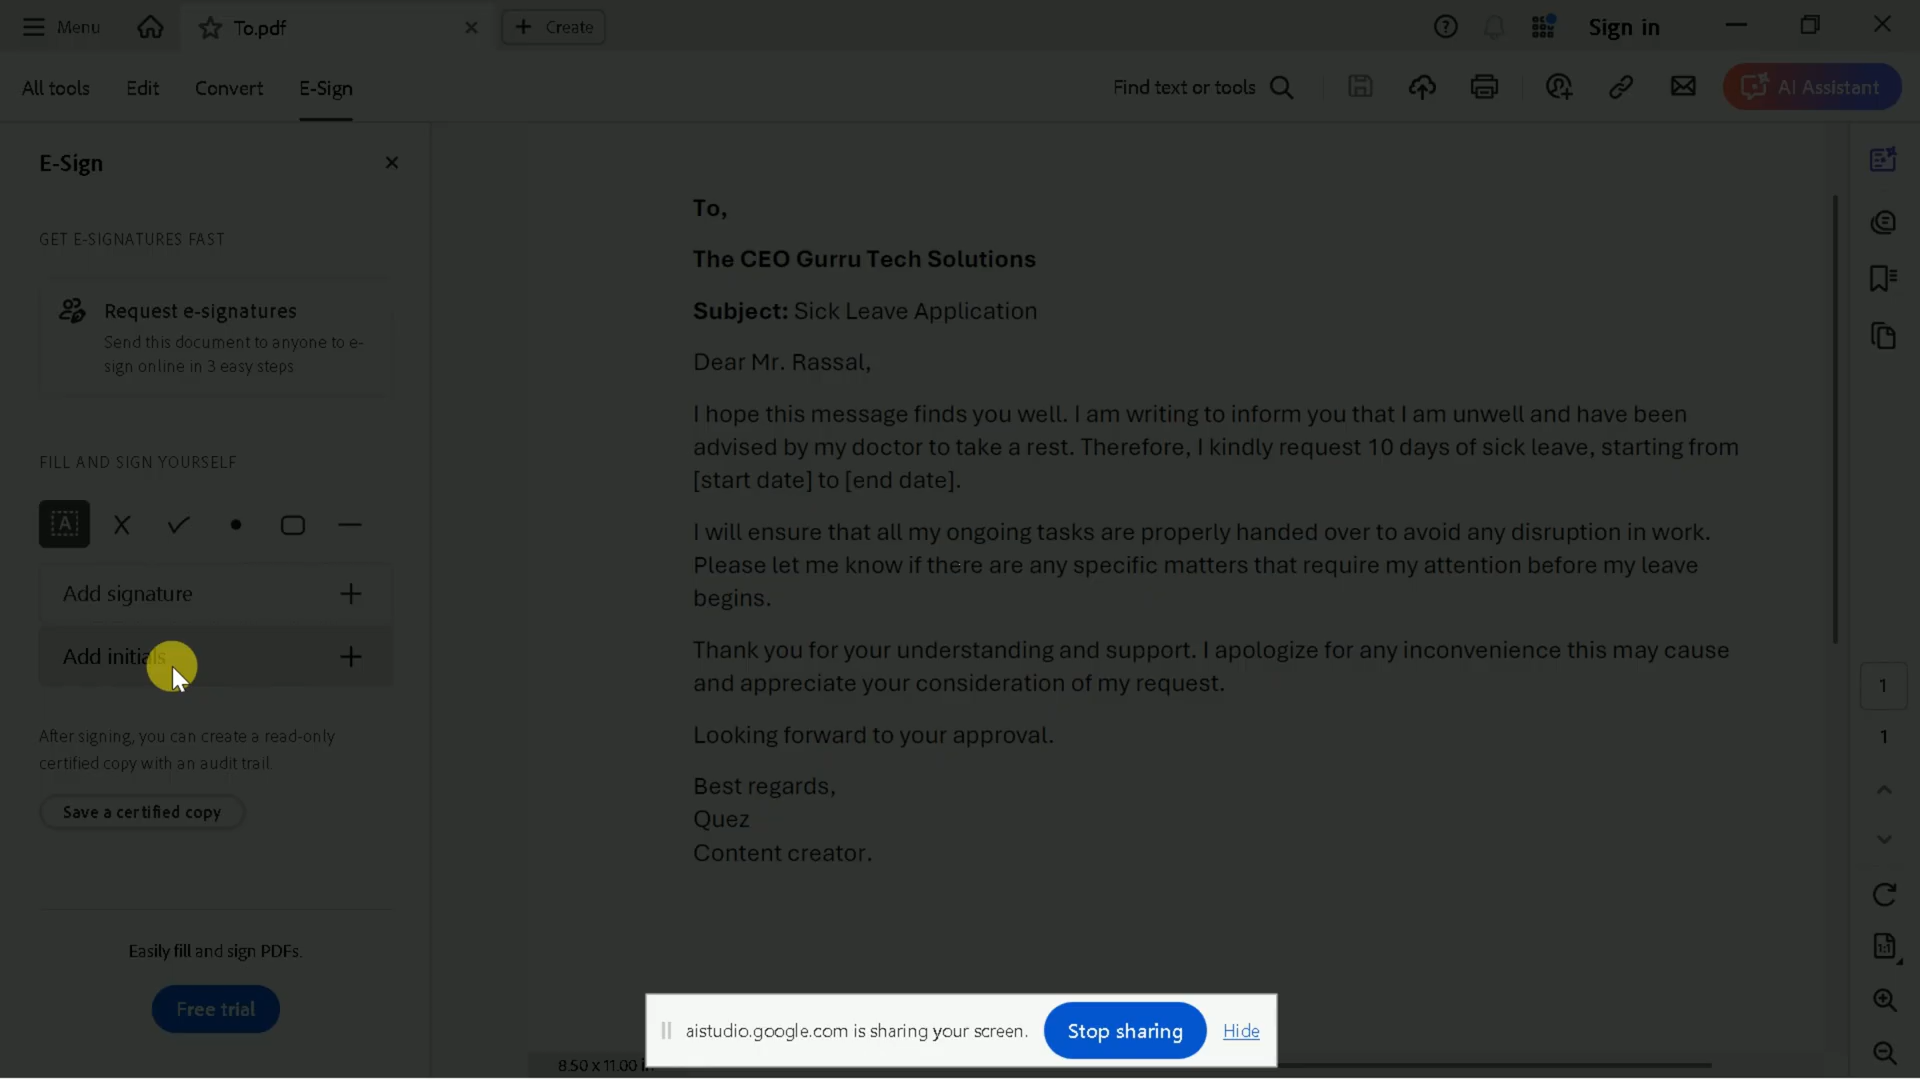 Menu
To.pdf
Create
Sign in
All tools
Edit
Convert
E-Sign
Find text or tools
AI Assistant
E-Sign
GET E-SIGNATURES FAST
Request e-signatures
Send this document to anyone to e-
sign online in 3 easy steps
FILL AND SIGN YOURSELF
A
Add signature
Add initials
After signing, you can create a read-only
certified copy with an audit trail.
Save a certified copy
Easily fill and sign PDFs.
Free trial
To,
The CEO Gurru Tech Solutions
Subject: Sick Leave Application
Dear Mr. Rassal,
I hope this message finds you well. I am writing to inform you that I am unwell and have been
advised by my doctor to take a rest. Therefore, I kindly request 10 days of sick leave, starting from
[start date] to [end date].
I will ensure that all my ongoing tasks are properly handed over to avoid any disruption in work.
Please let me know if there are any specific matters that require my attention before my leave
begins.
Thank you for your understanding and support. I apologize for any inconvenience this may cause
and appreciate your consideration of my request.
Looking forward to your approval.
Best regards,
Quez
Content creator.
1
1
1:1
aistudio.google.com is sharing your screen.
Stop sharing
Hide
8.50 x 11.00